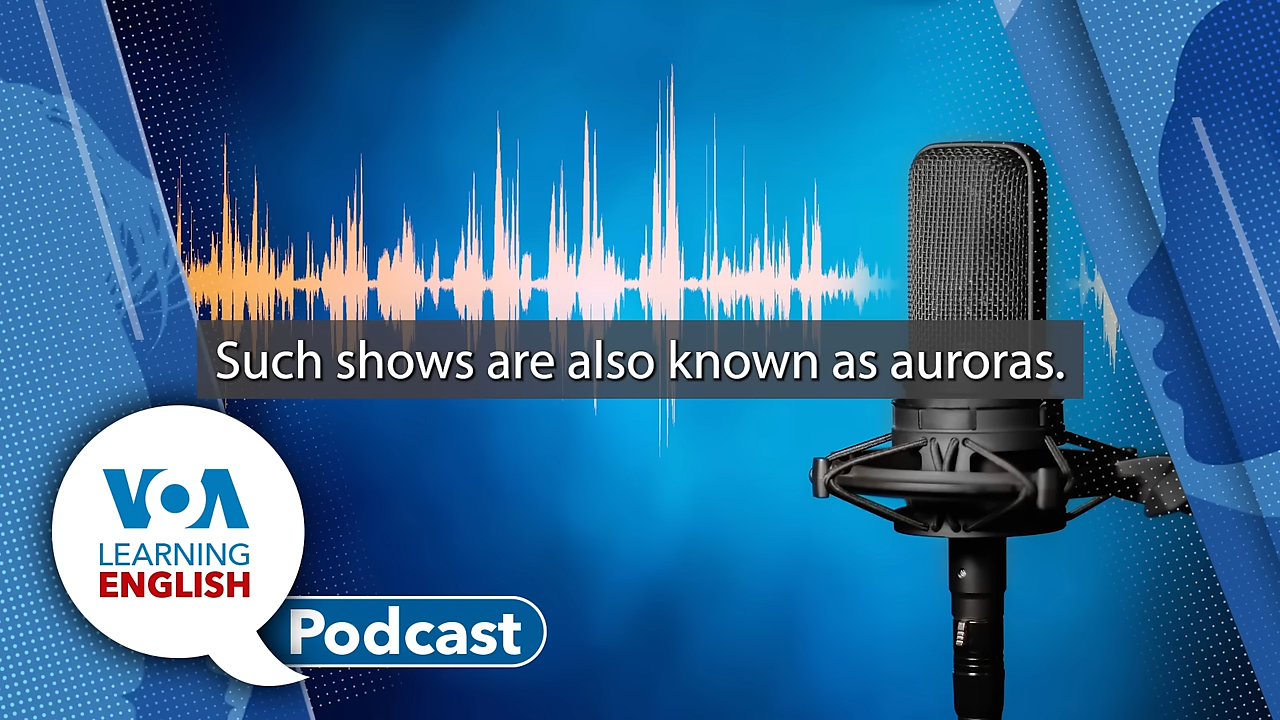 Such shows are also known as auroras.
VOA
LEARNING
ENGLISH
Podcast